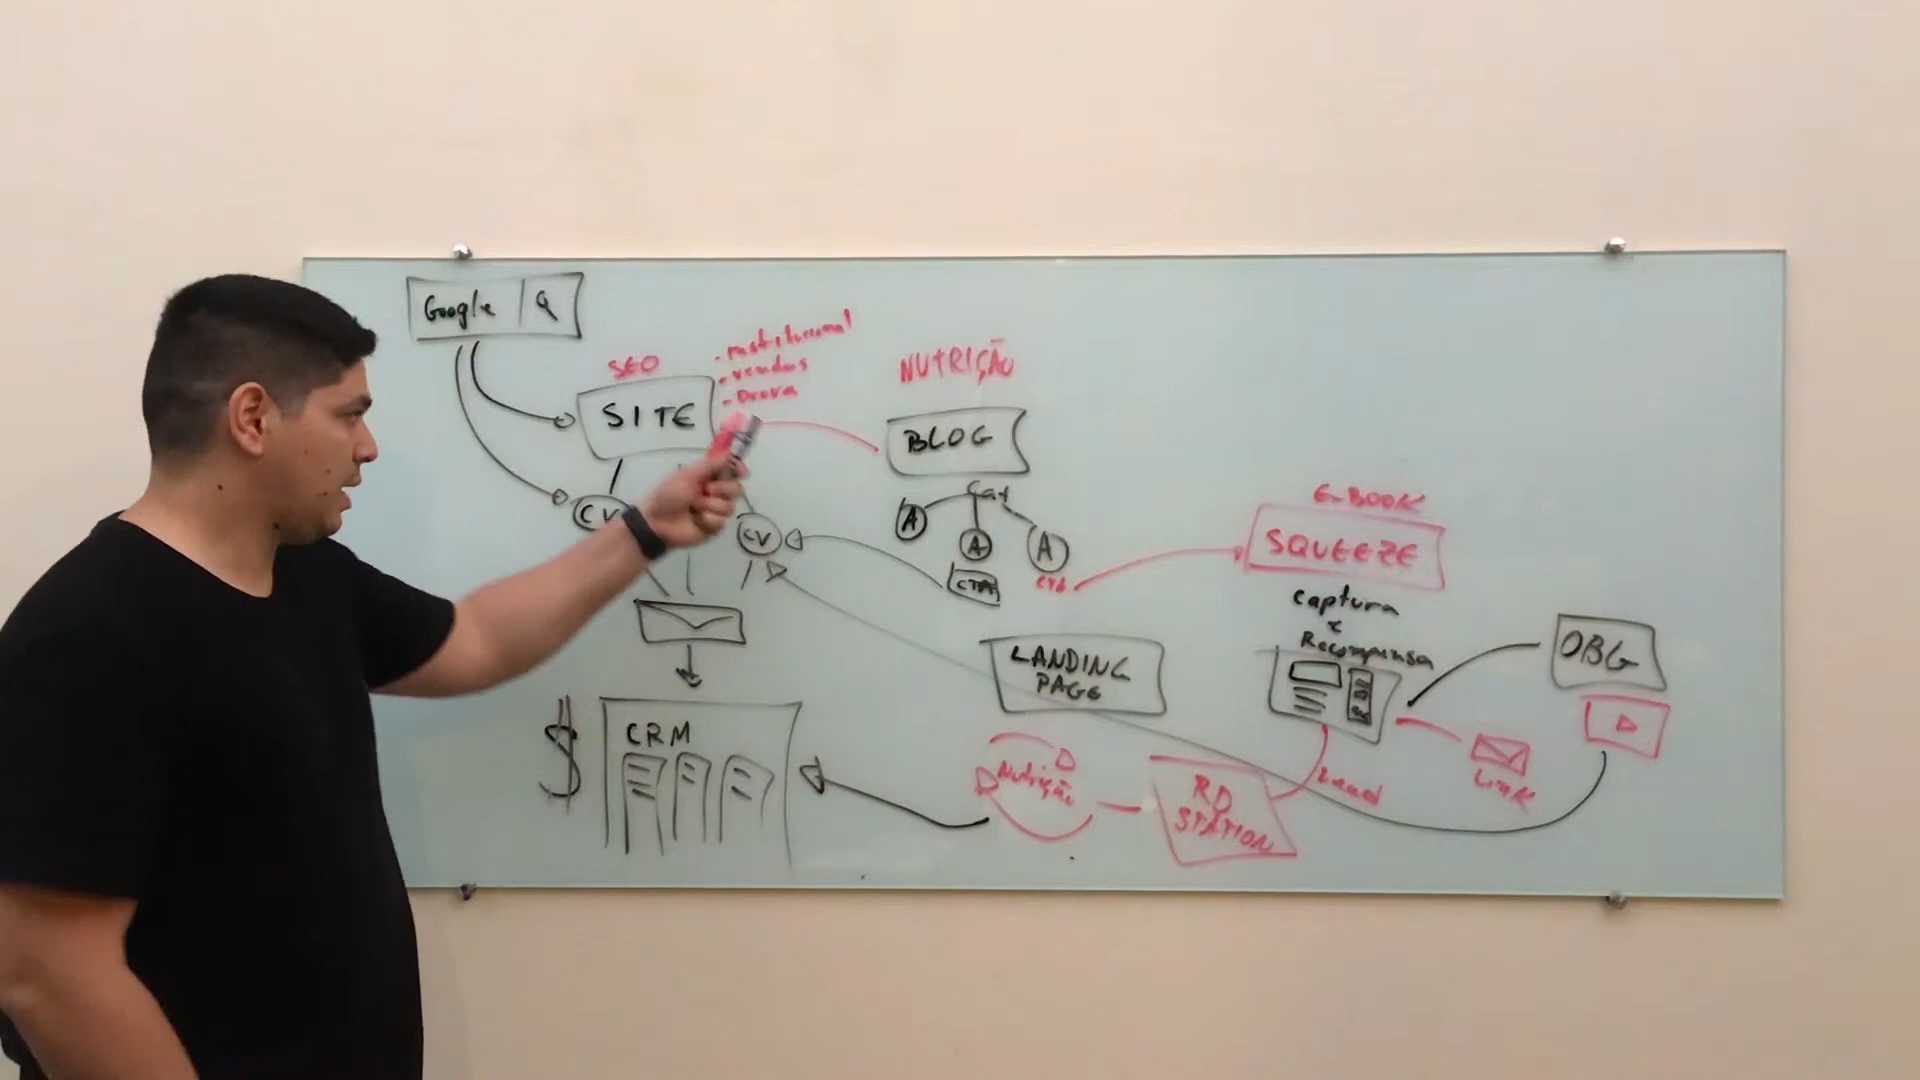 Google
SEO
SITE
- institucional
- vendas
- Prova
CV
CV
NUTRIÇÃO
BLOG
Cat
A
A
A
CTA
CTA
E-BOOK
SQUEEZE
captura
e
Recompensa
OBG
Link
Lead
LANDING
PAGE
Nutrição
RD
STATION
$
CRM